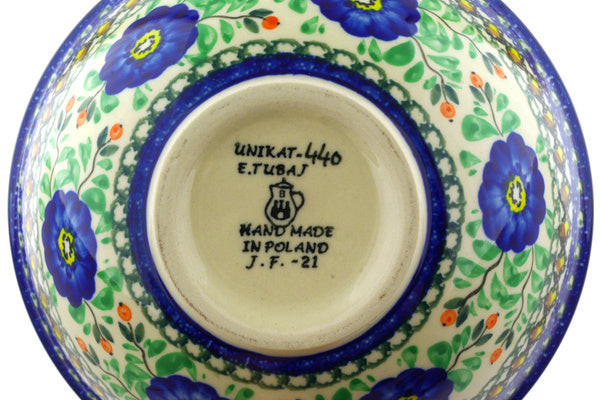 UNIKAT-440
E.TUBAJ
B
HAND MADE
IN POLAND
J.F.-21